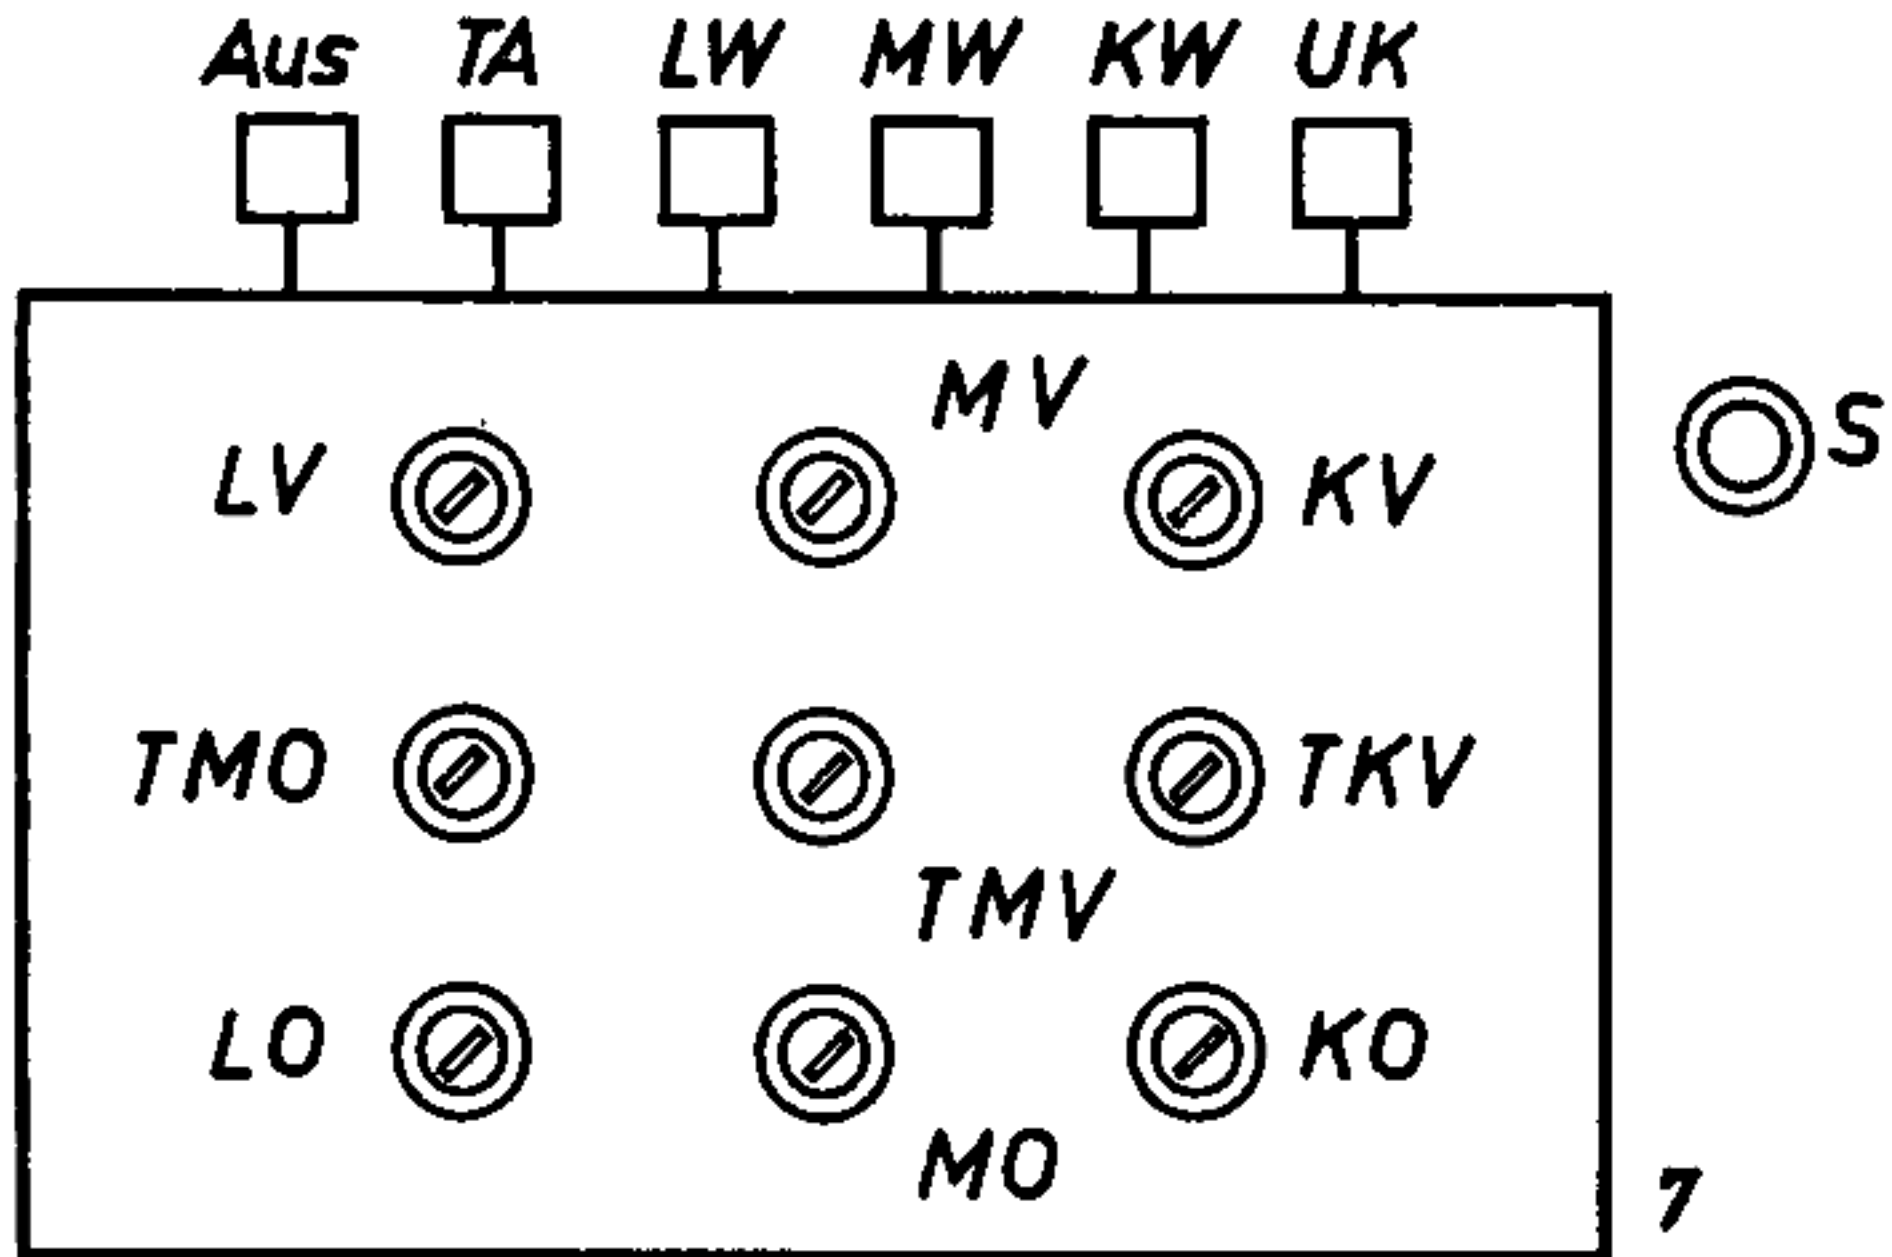 Aus TA LW MW KW UK
MV
LV KV S
TMO TKV
TMV
LO KO
MO
7